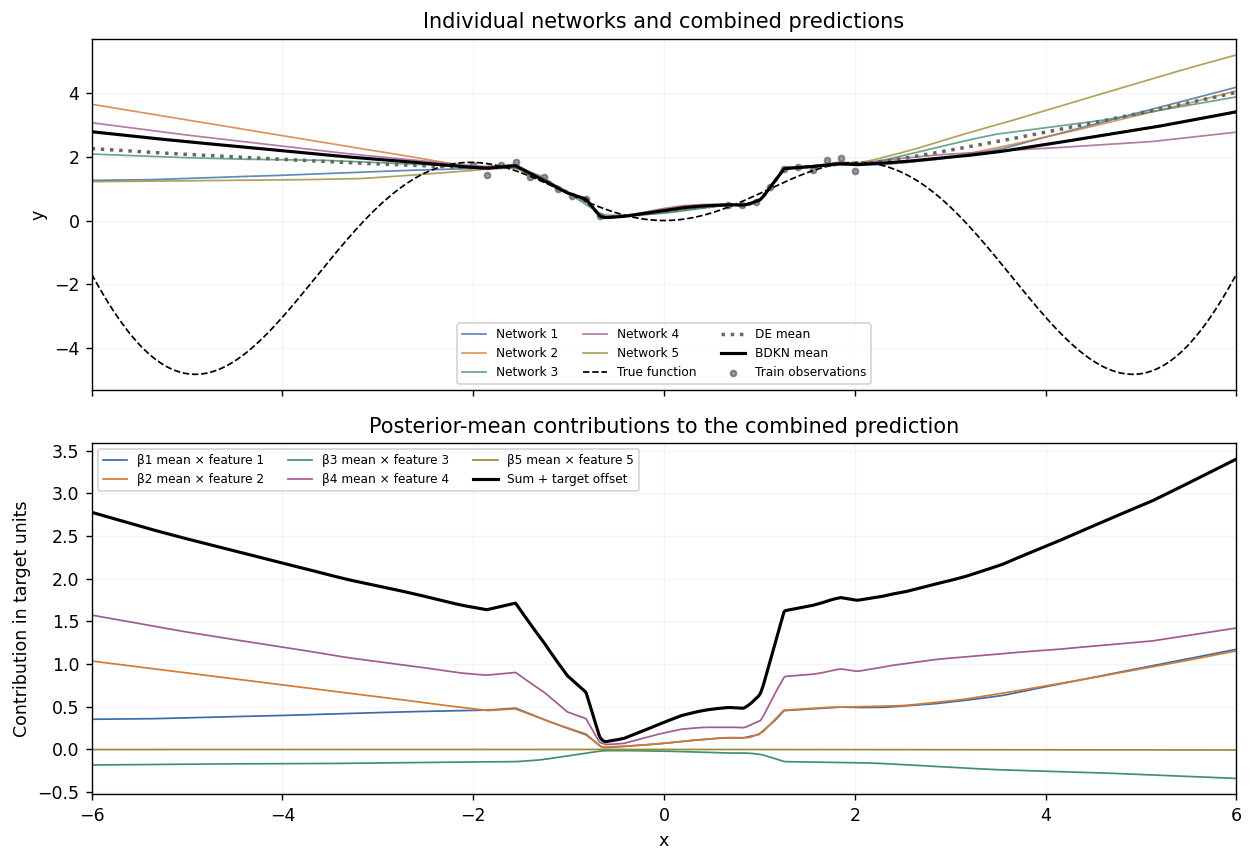 Individual networks and combined predictions
4
2
0
−2
−4
y
Network 1
Network 2
Network 3
Network 4
Network 5
True function
DE mean
BDKN mean
Train observations
Posterior-mean contributions to the combined prediction
3.5
3.0
2.5
2.0
1.5
1.0
0.5
0.0
−0.5
Contribution in target units
β1 mean × feature 1
β2 mean × feature 2
β3 mean × feature 3
β4 mean × feature 4
β5 mean × feature 5
Sum + target offset
−6
−4
−2
0
2
4
6
x